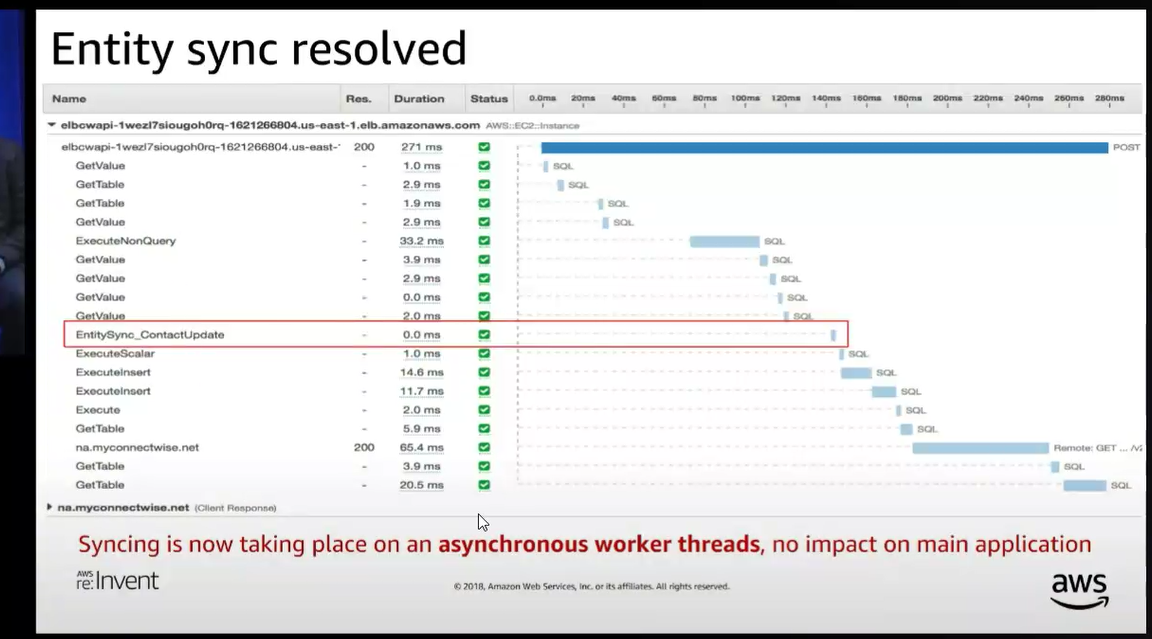 Entity sync resolved
Name Res. Duration Status 0.0ms 20ms 40ms 60ms 80ms 100ms 120ms 140ms 160ms 180ms 200ms 220ms 240ms 260ms 280ms
elbcwapi-1wezl7siougoh0rq-1621266804.us-east-1.elb.amazonaws.com AWS::EC2::Instance
elbcwapi-1wezl7siougoh0rq-1621266804.us-east- 200 271 ms POST
GetValue - 1.0 ms SQL
GetTable - 2.9 ms SQL
GetTable - 1.9 ms SQL
GetValue - 2.9 ms SQL
ExecuteNonQuery - 33.2 ms SQL
GetValue - 3.9 ms SQL
GetValue - 2.9 ms SQL
GetValue - 0.0 ms SQL
GetValue - 2.0 ms SQL
EntitySync_ContactUpdate - 0.0 ms
ExecuteScalar - 1.0 ms SQL
ExecuteInsert - 14.6 ms SQL
ExecuteInsert - 11.7 ms SQL
Execute - 2.0 ms SQL
GetTable - 5.9 ms SQL
na.myconnectwise.net 200 65.4 ms Remote: GET ...
GetTable - 3.9 ms SQL
GetTable - 20.5 ms SQL
na.myconnectwise.net (Client Response)
Syncing is now taking place on an asynchronous worker threads, no impact on main application
AWS re:Invent
© 2018, Amazon Web Services, Inc. or its affiliates. All rights reserved.
aws